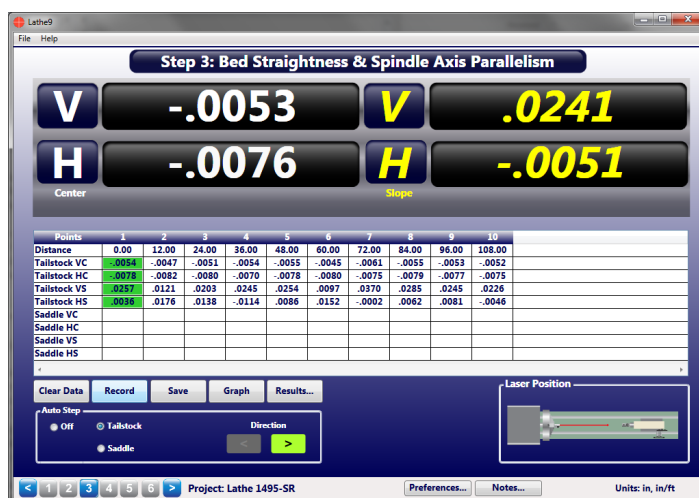 Lathe9
File Help
Step 3: Bed Straightness & Spindle Axis Parallelism
V -.0053 V .0241
H -.0076 H -.0051
Center Slope
Points 1 2 3 4 5 6 7 8 9 10
Distance 0.00 12.00 24.00 36.00 48.00 60.00 72.00 84.00 96.00 108.00
Tailstock VC -.0054 -.0047 -.0051 -.0054 -.0055 -.0045 -.0061 -.0055 -.0053 -.0052
Tailstock HC -.0078 -.0082 -.0080 -.0070 -.0078 -.0080 -.0075 -.0079 -.0077 -.0075
Tailstock VS .0257 .0121 .0203 .0245 .0254 .0097 .0370 .0285 .0245 .0226
Tailstock HS .0036 .0176 .0138 -.0114 .0086 .0152 -.0002 .0062 .0081 -.0046
Saddle VC
Saddle HC
Saddle VS
Saddle HS
Clear Data Record Save Graph Results...
Laser Position
Auto Step
Off Tailstock Direction
Saddle < >
< 1 2 3 4 5 6 > Project: Lathe 1495-SR Preferences... Notes... Units: in, in/ft